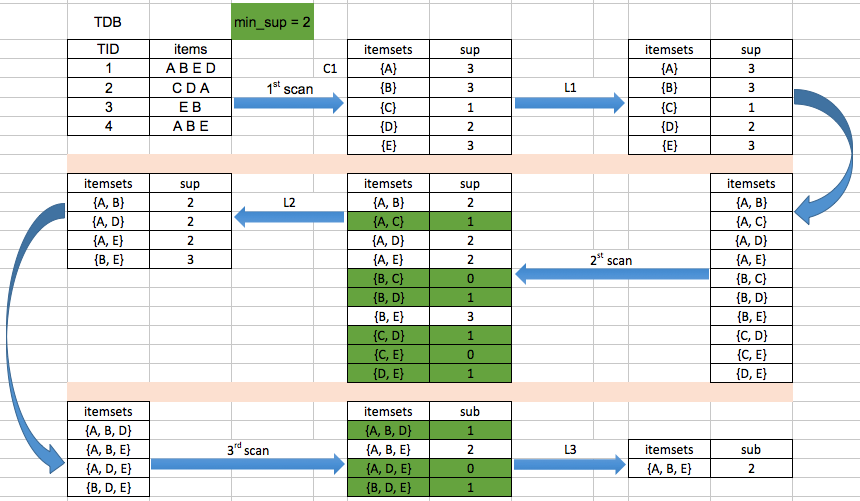 TDB min_sup = 2
TID items itemsets sup itemsets sup
1 A B E D C1 {A} 3 {A} 3
2 C D A 1st scan {B} 3 L1 {B} 3
3 E B {C} 1 {C} 1
4 A B E {D} 2 {D} 2
{E} 3 {E} 3
itemsets sup itemsets sup itemsets
{A, B} 2 L2 {A, B} 2 {A, B}
{A, D} 2 {A, C} 1 {A, C}
{A, E} 2 {A, D} 2 {A, D}
{B, E} 3 {A, E} 2 2st scan {A, E}
{B, C} 0 {B, C}
{B, D} 1 {B, D}
{B, E} 3 {B, E}
{C, D} 1 {C, D}
{C, E} 0 {C, E}
{D, E} 1 {D, E}
itemsets itemsets sub
{A, B, D} {A, B, D} 1
{A, B, E} 3rd scan {A, B, E} 2 L3 itemsets sub
{A, D, E} {A, D, E} 0 {A, B, E} 2
{B, D, E} {B, D, E} 1